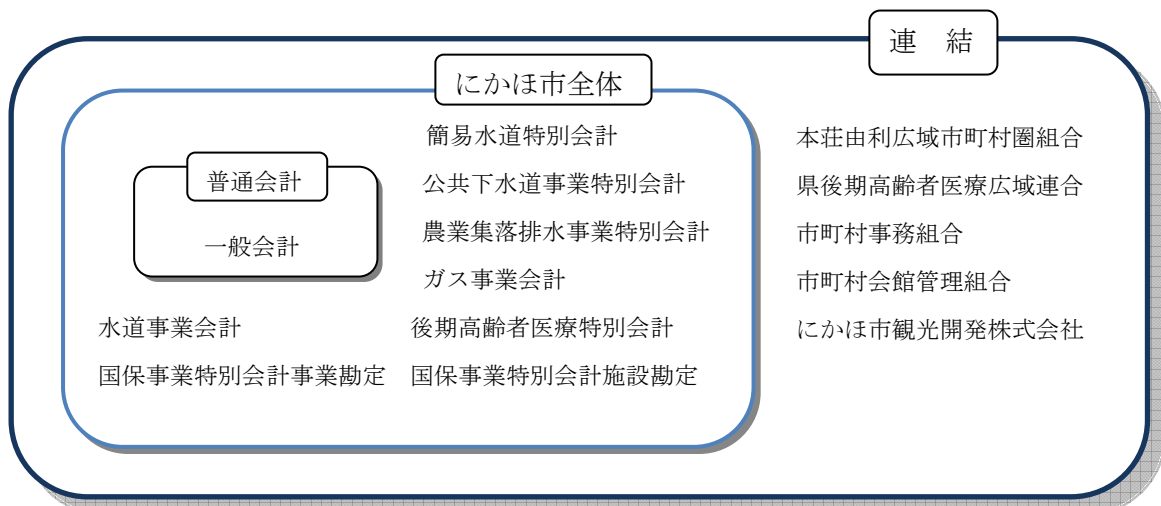 連 結
にかほ市全体
普通会計
一般会計
簡易水道特別会計
公共下水道事業特別会計
農業集落排水事業特別会計
ガス事業会計
水道事業会計
後期高齢者医療特別会計
国保事業特別会計事業勘定
国保事業特別会計施設勘定
本荘由利広域市町村圏組合
県後期高齢者医療広域連合
市町村事務組合
市町村会館管理組合
にかほ市観光開発株式会社